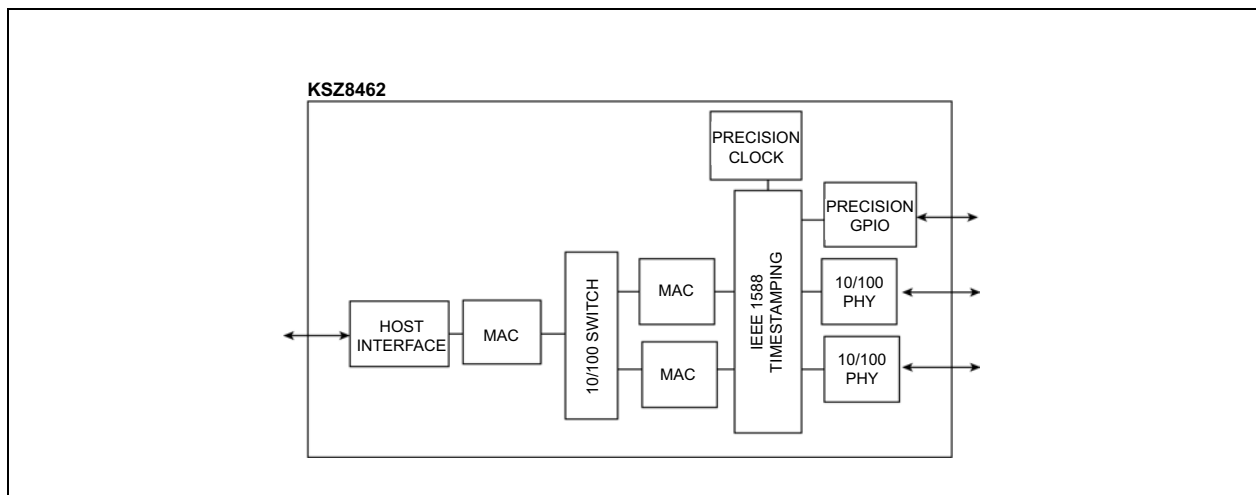 KSZ8462
PRECISION
CLOCK
PRECISION
GPIO
HOST
INTERFACE
MAC
10/100 SWITCH
MAC
MAC
IEEE 1588
TIMESTAMPING
10/100
PHY
10/100
PHY